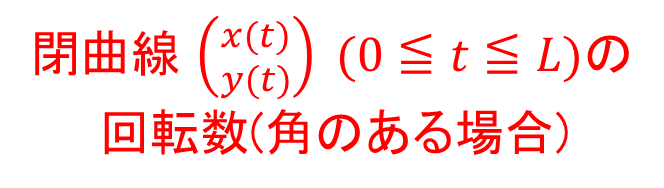 閉曲線 (x(t) y(t)) (0 ≦ t ≦ L)の
回転数(角のある場合)